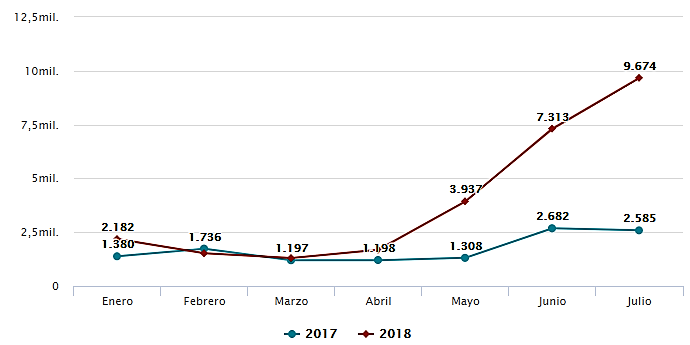 12,5mil.
10mil.
7,5mil.
5mil.
2,5mil.
0
9.674
7.313
3.937
2.682
2.585
2.182
1.380
1.736
1.197
1.198
1.308
Enero
Febrero
Marzo
Abril
Mayo
Junio
Julio
2017
2018